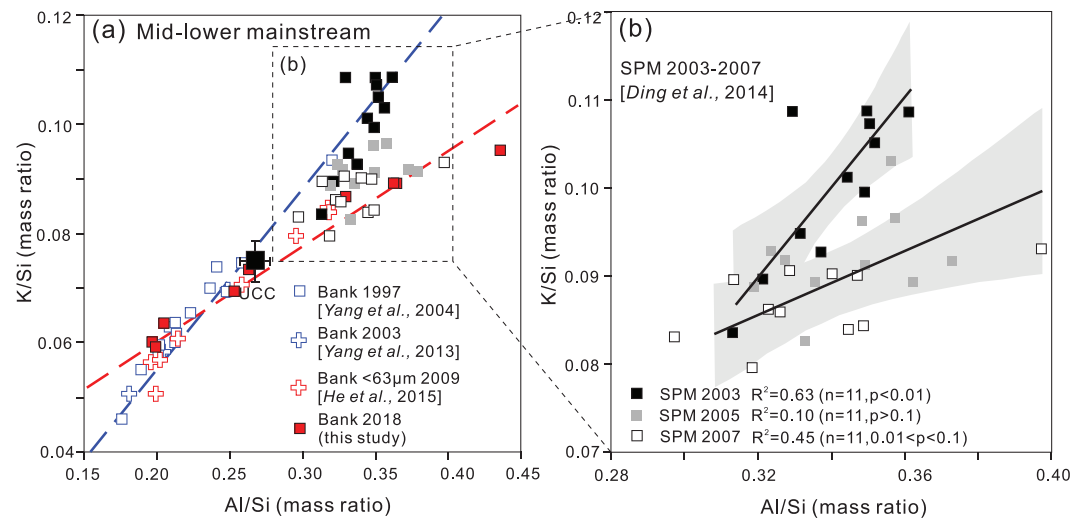 (a) Mid-lower mainstream
K/Si (mass ratio)
0.12
0.10
0.08
0.06
0.04
(b)
UCC
Bank 1997
[Yang et al., 2004]
Bank 2003
[Yang et al., 2013]
Bank <63μm 2009
[He et al., 2015]
Bank 2018
(this study)
0.15 0.20 0.25 0.30 0.35 0.40 0.45
Al/Si (mass ratio)
(b)
SPM 2003-2007
[Ding et al., 2014]
K/Si (mass ratio)
0.12
0.11
0.10
0.09
0.08
0.07
SPM 2003 R²=0.63 (n=11,p<0.01)
SPM 2005 R²=0.10 (n=11,p>0.1)
SPM 2007 R²=0.45 (n=11,0.01<p<0.1)
0.28 0.32 0.36 0.40
Al/Si (mass ratio)